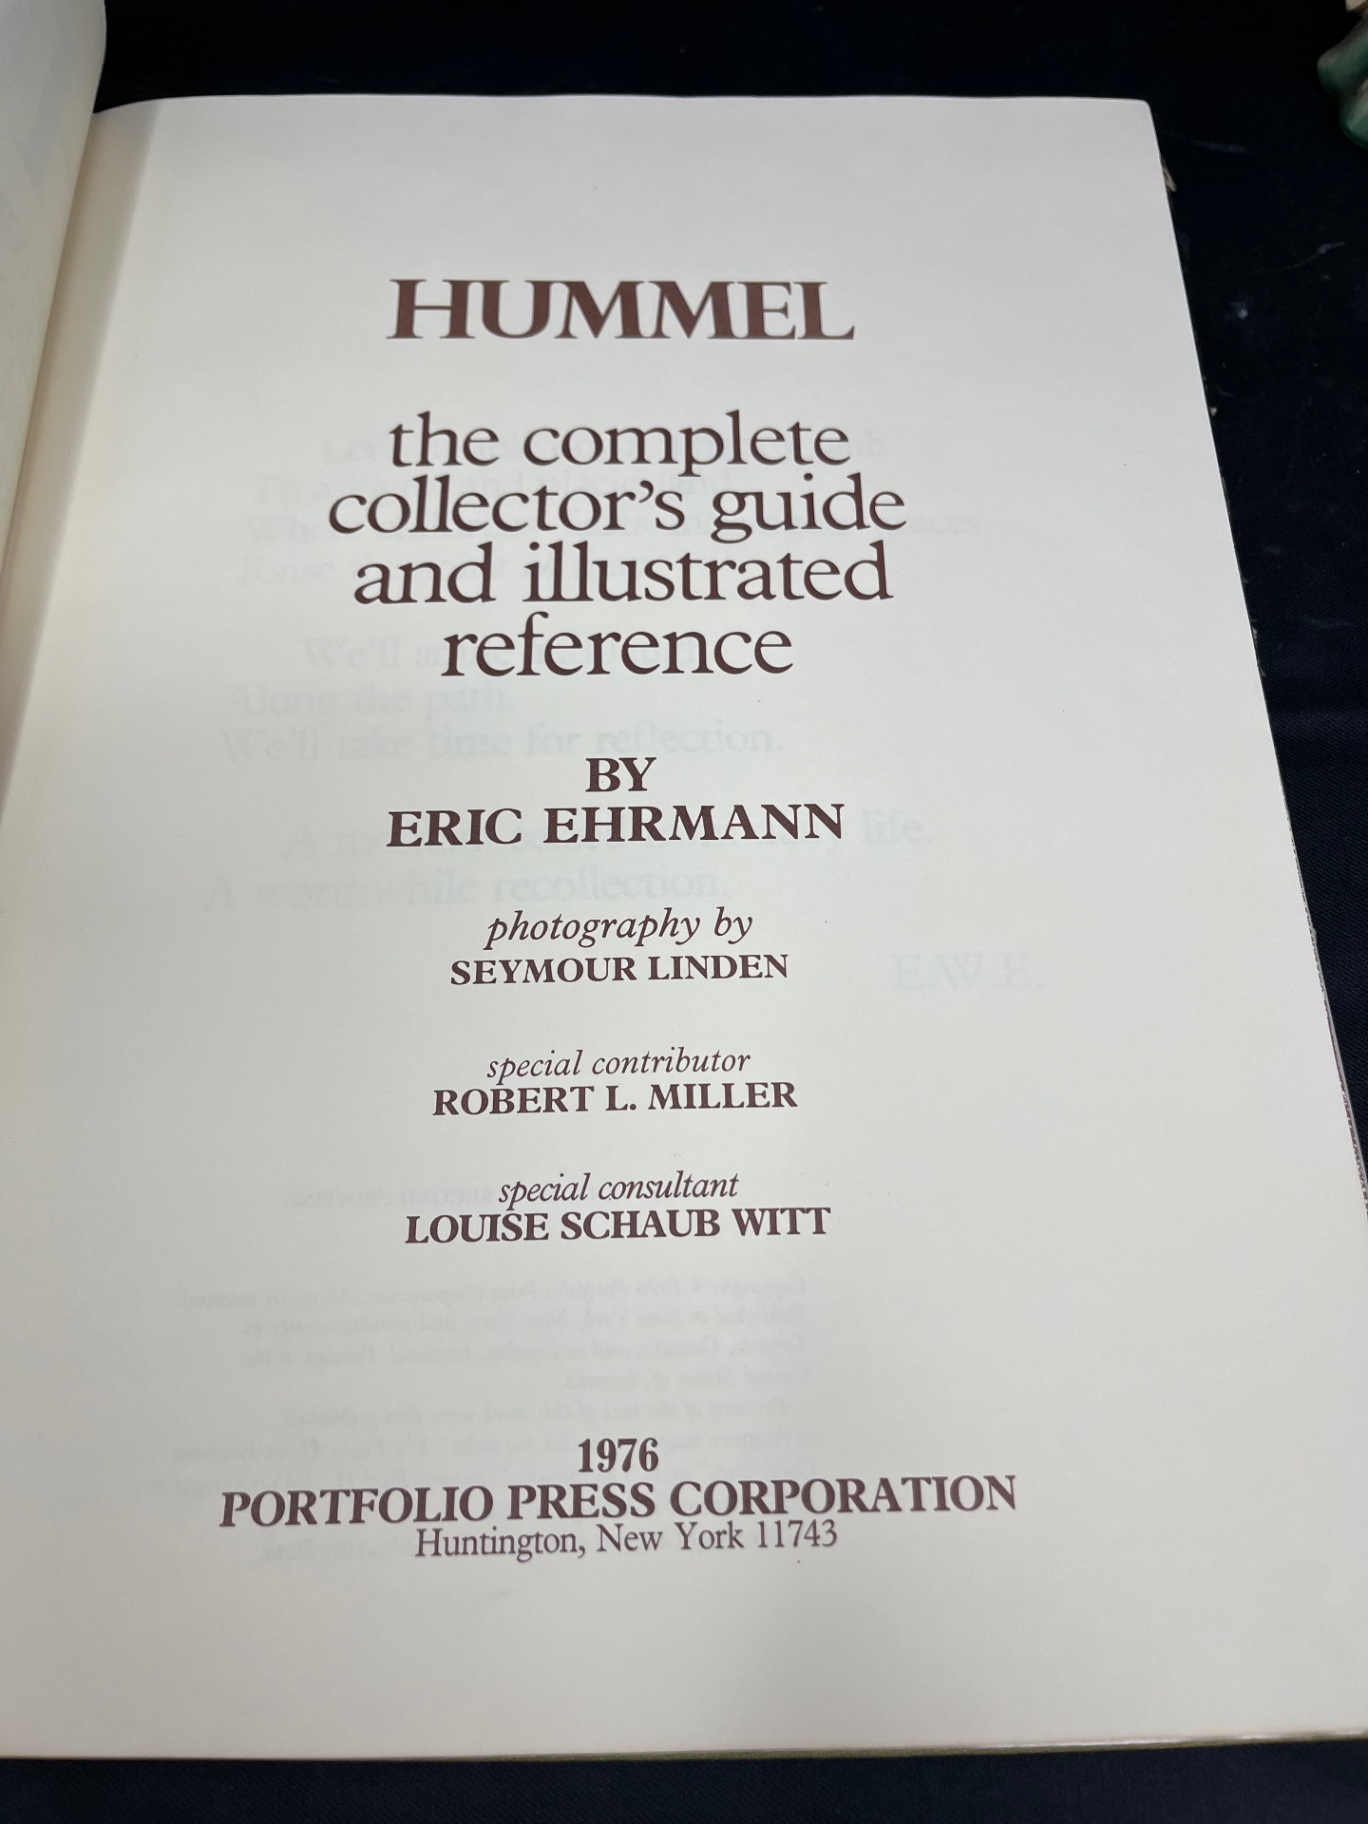 HUMMEL
the complete
collector's guide
and illustrated
reference
BY
ERIC EHRMANN
photography by
SEYMOUR LINDEN
special contributor
ROBERT L. MILLER
special consultant
LOUISE SCHAUB WITT
1976
PORTFOLIO PRESS CORPORATION
Huntington, New York 11743